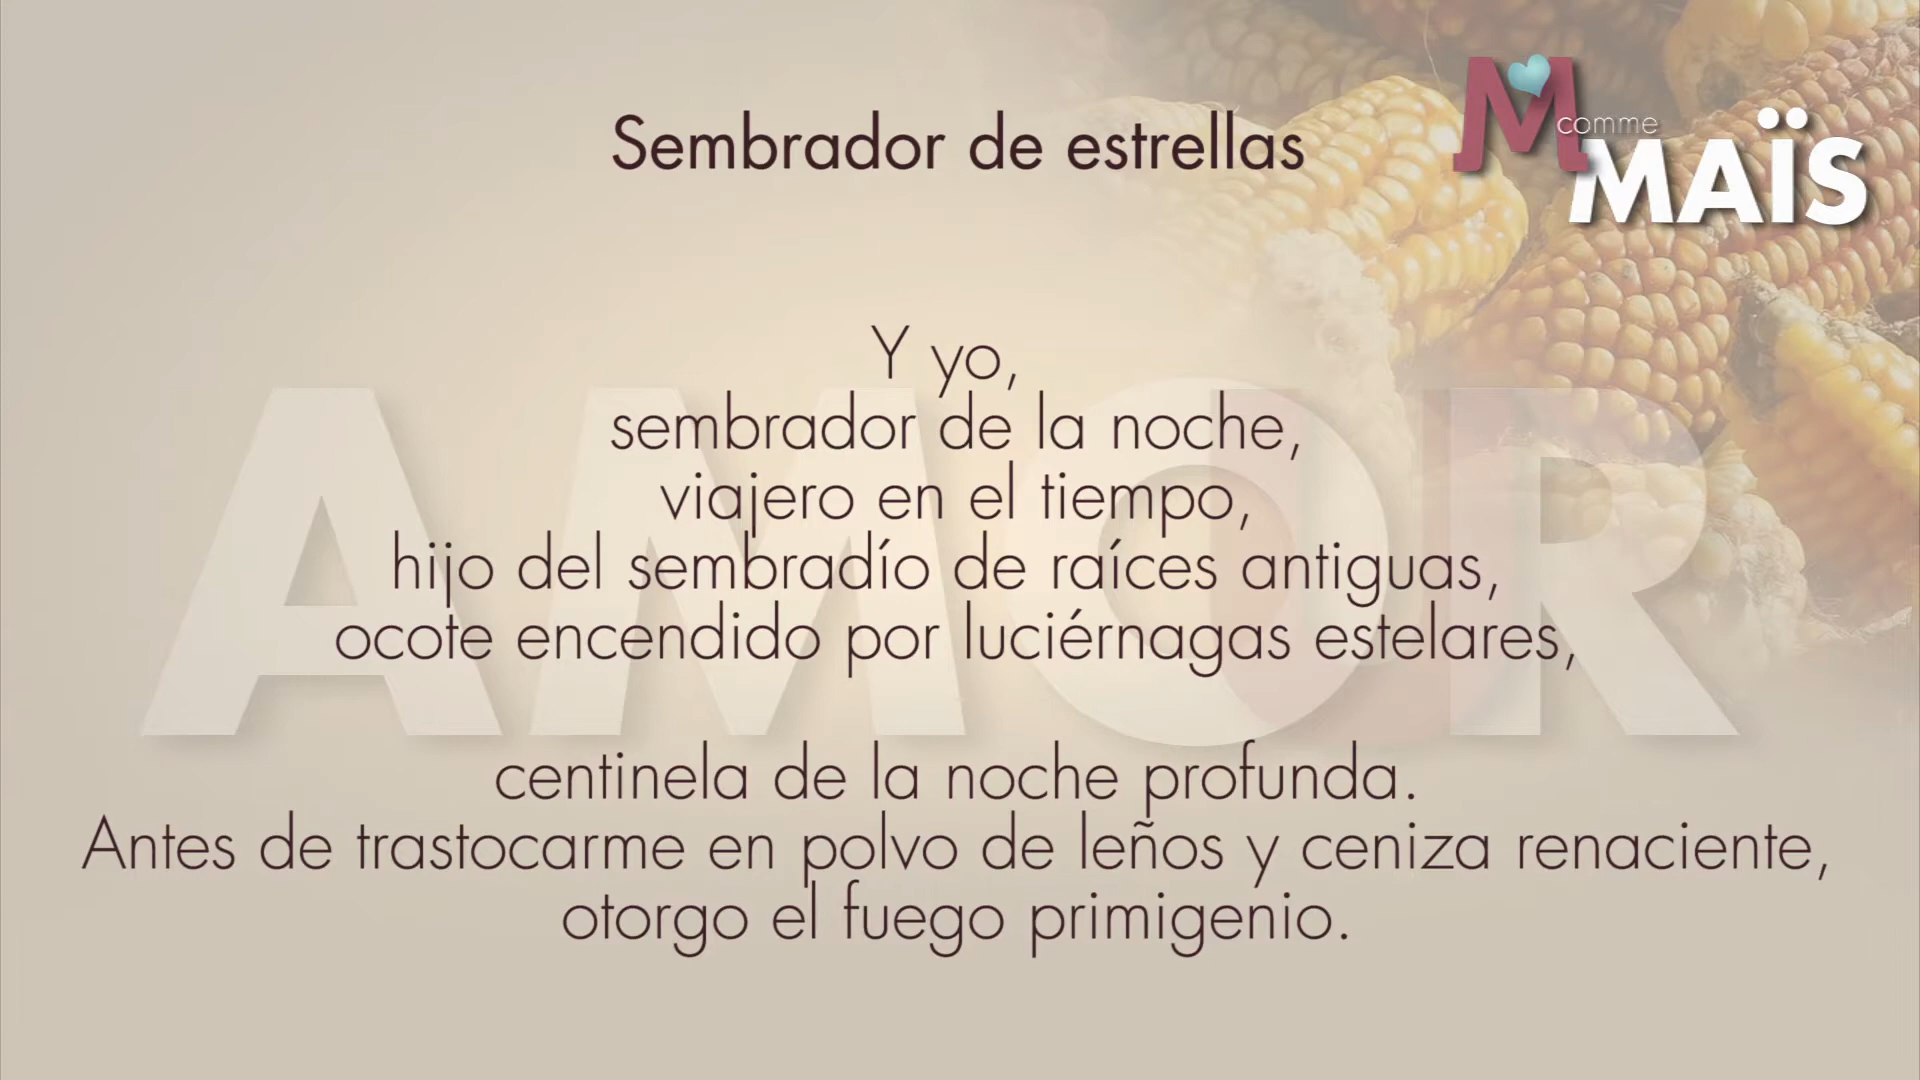 Sembrador de estrellas
M comme
MAÏS
AMOR
Y yo,
sembrador de la noche,
viajero en el tiempo,
hijo del sembradío de raíces antiguas,
ocote encendido por luciérnagas estelares,
centinela de la noche profunda.
Antes de trastocarme en polvo de leños y ceniza renaciente,
otorgo el fuego primigenio.